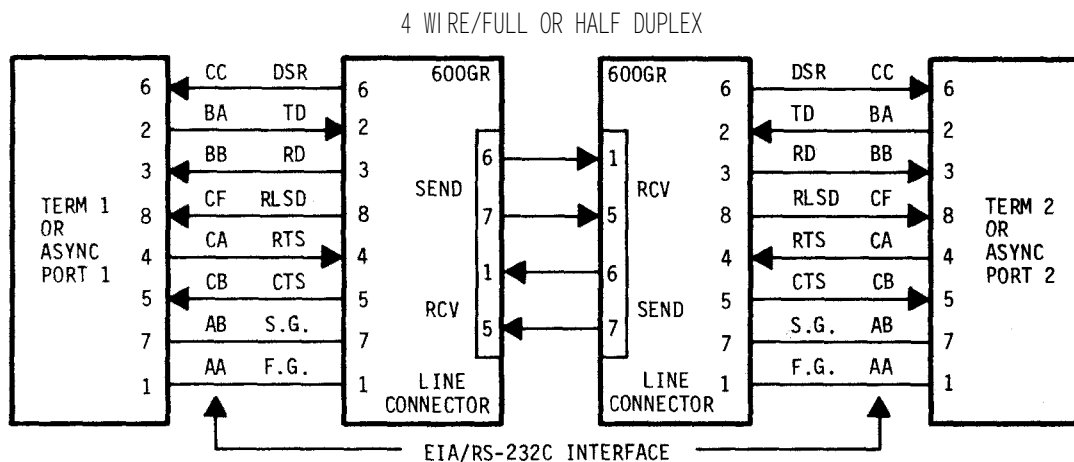 4 WIRE/FULL OR HALF DUPLEX
600GR 600GR
6 CC DSR 6 6 DSR CC 6
2 BA TD 2 2 TD BA 2
3 BB RD 3 6 1 3 RD BB 3
SEND RCV
8 CF RLSD 8 7 5 8 RLSD CF 8
TERM 1
OR
ASYNC
PORT 1
TERM 2
OR
ASYNC
PORT 2
4 CA RTS 4 1 6 4 RTS CA 4
RCV SEND
5 CB CTS 5 5 7 5 CTS CB 5
7 AB S.G. 7 7 S.G. AB 7
1 AA F.G. 1 1 F.G. AA 1
LINE
CONNECTOR
LINE
CONNECTOR
EIA/RS-232C INTERFACE